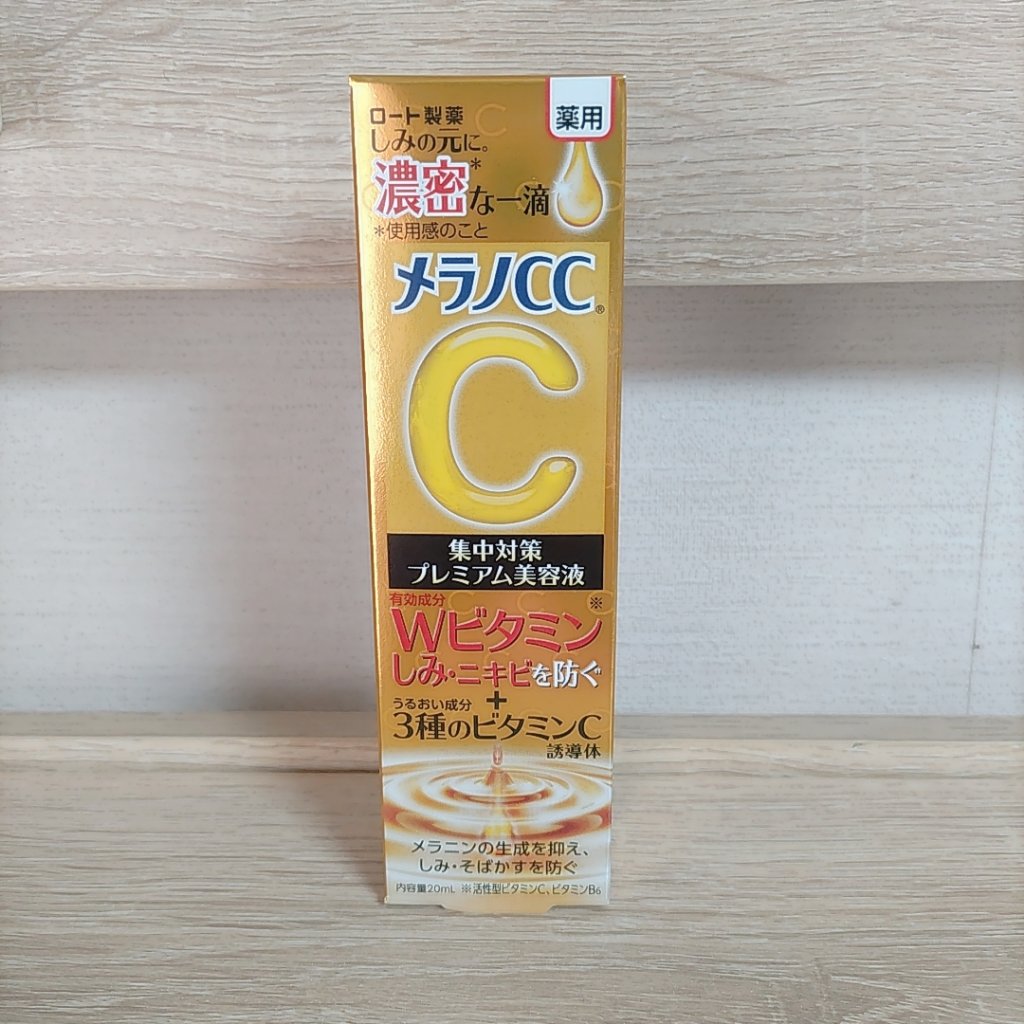 ロート製薬
薬用
しみの元に。
濃密*な一滴
*使用感のこと
メラノCC®
C
集中対策
プレミアム美容液
有効成分
Wビタミン※
しみ・ニキビを防ぐ
+
うるおい成分
3種のビタミンC
誘導体
メラニンの生成を抑え、
しみ・そばかすを防ぐ
内容量20mL ※活性型ビタミンC、ビタミンB6